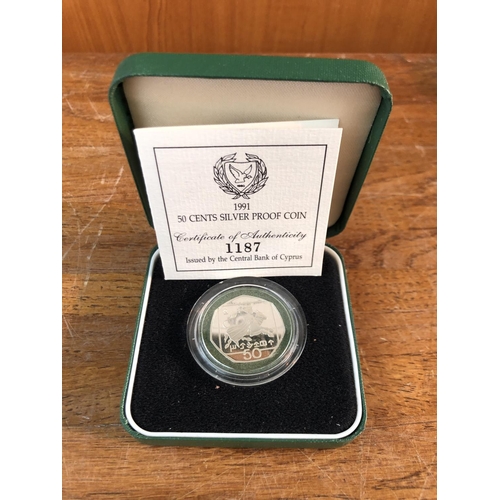 1991
50 CENTS SILVER PROOF COIN
Certificate of Authenticity
1187
Issued by the Central Bank of Cyprus
50